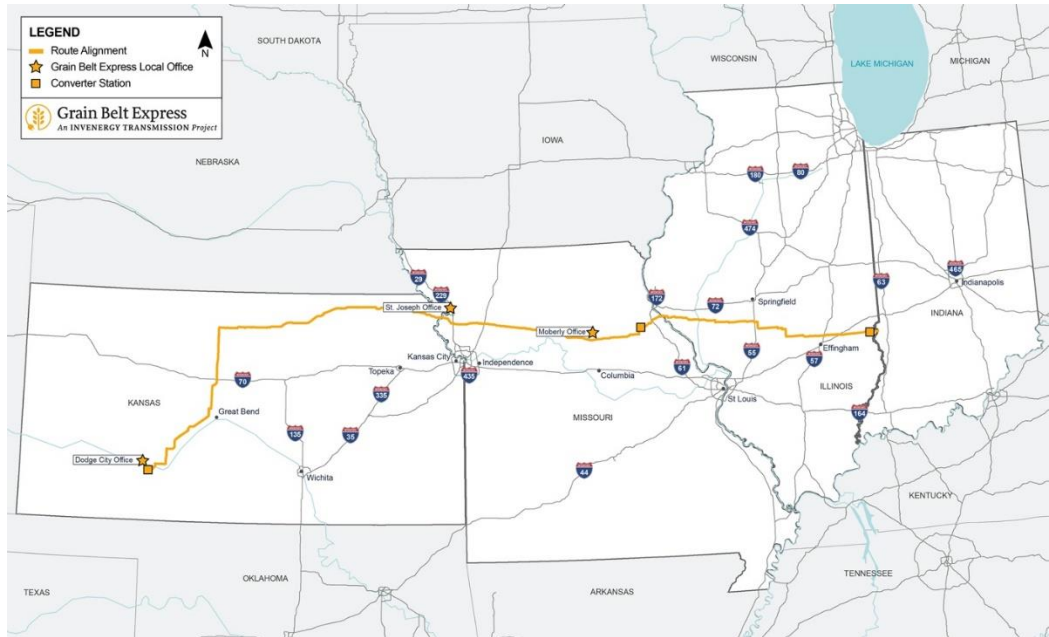 LEGEND
Route Alignment
Grain Belt Express Local Office
Converter Station
N
Grain Belt Express
An INVENERGY TRANSMISSION Project
SOUTH DAKOTA
WISCONSIN
LAKE MICHIGAN
MICHIGAN
IOWA
NEBRASKA
180
80
474
29
229
St. Joseph Office
172
72
Springfield
63
465
Indianapolis
INDIANA
Moberly Office
Effingham
57
55
ILLINOIS
Kansas City
Independence
435
Topeka
335
70
KANSAS
Great Bend
Columbia
61
St Louis
MISSOURI
164
135
35
Dodge City Office
Wichita
44
KENTUCKY
TEXAS
OKLAHOMA
ARKANSAS
TENNESSEE